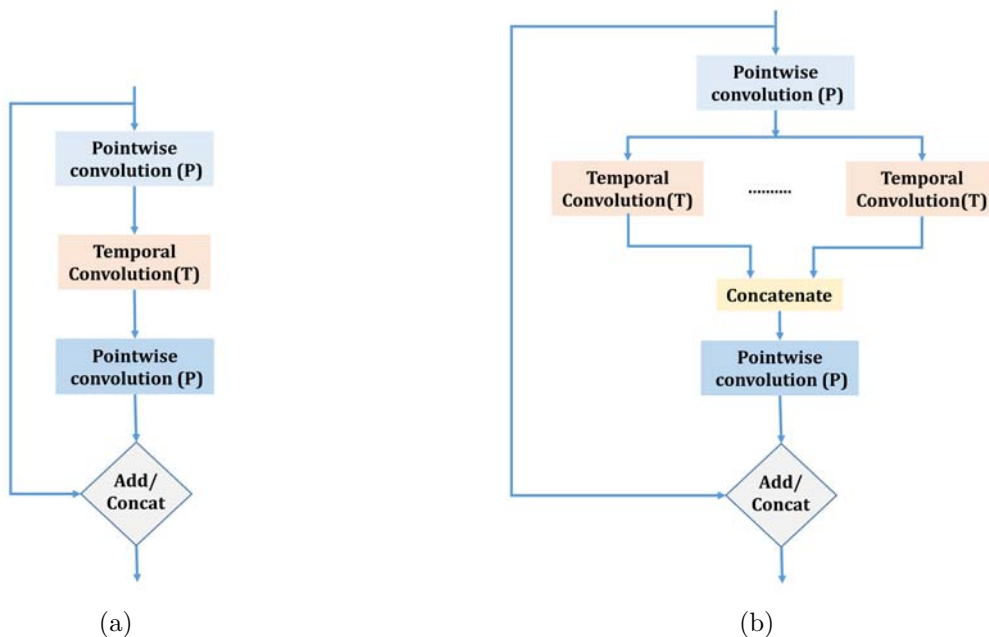 Pointwise
convolution (P)
Temporal
Convolution(T)
Pointwise
convolution (P)
Add/
Concat
(a)
Pointwise
convolution (P)
Temporal
Convolution(T)
..........
Temporal
Convolution(T)
Concatenate
Pointwise
convolution (P)
Add/
Concat
(b)